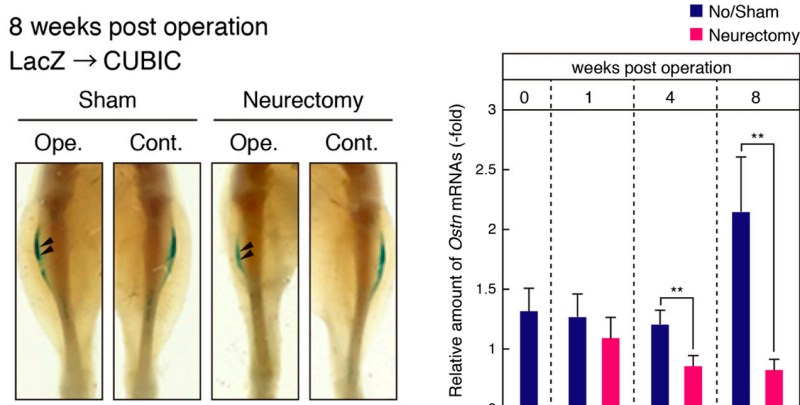 8 weeks post operation
LacZ → CUBIC
Sham
Neurectomy
Ope.
Cont.
Ope.
Cont.
No/Sham
Neurectomy
weeks post operation
0
1
4
8
Relative amount of Ostn mRNAs (-fold)
3
2.5
2
1.5
1
**
**